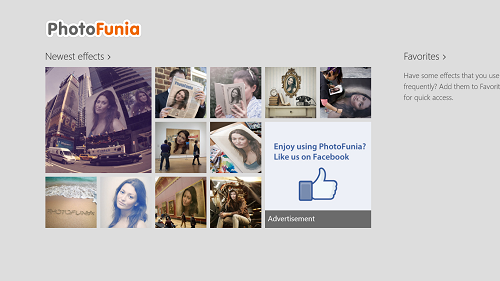 PhotoFunia
Newest effects >
Favorites >
Have some effects that you use
frequently? Add them to Favorit
for quick access.
Enjoy using PhotoFunia?
Like us on Facebook
Advertisement
PHOTOFUNIA